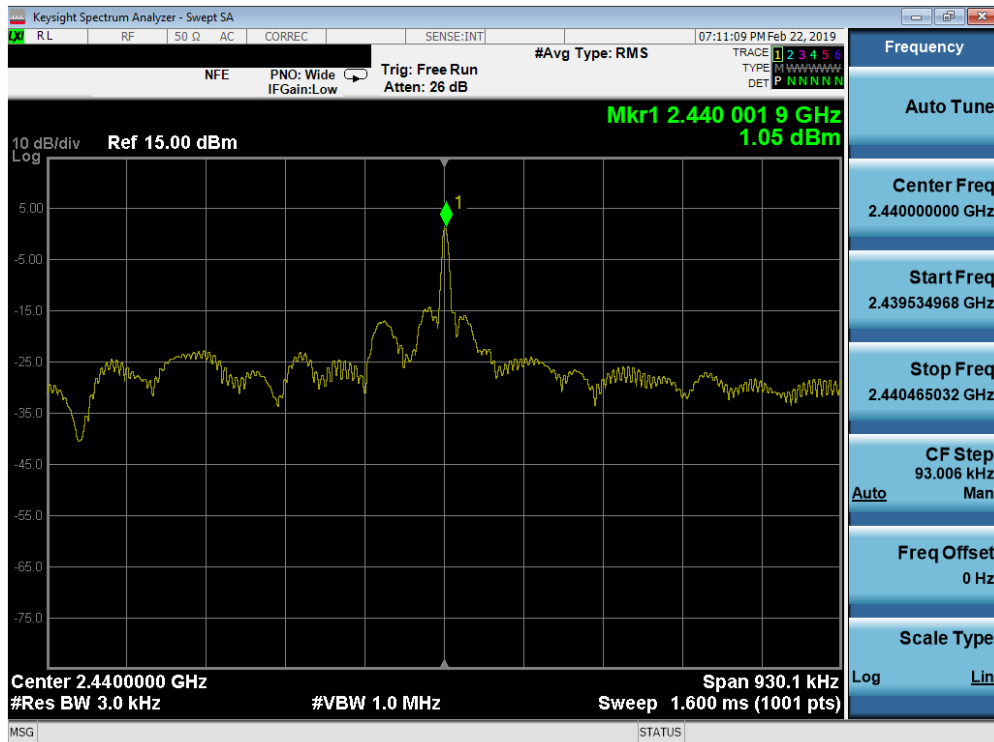 Keysight Spectrum Analyzer - Swept SA
LXI RL RF 50 Ω AC CORREC SENSE:INT 07:11:09 PM Feb 22, 2019
#Avg Type: RMS TRACE 1 2 3 4 5 6
NFE PNO: Wide Trig: Free Run TYPE M W W W W W
IFGain:Low Atten: 26 dB DET P N N N N N
Mkr1 2.440 001 9 GHz
10 dB/div Ref 15.00 dBm 1.05 dBm
Log
1
5.00
-5.00
-15.0
-25.0
-35.0
-45.0
-55.0
-65.0
-75.0
Center 2.4400000 GHz Span 930.1 kHz
#Res BW 3.0 kHz #VBW 1.0 MHz Sweep 1.600 ms (1001 pts)
MSG STATUS
Frequency
Auto Tune
Center Freq
2.440000000 GHz
Start Freq
2.439534968 GHz
Stop Freq
2.440465032 GHz
CF Step
93.006 kHz
Auto Man
Freq Offset
0 Hz
Scale Type
Log Lin